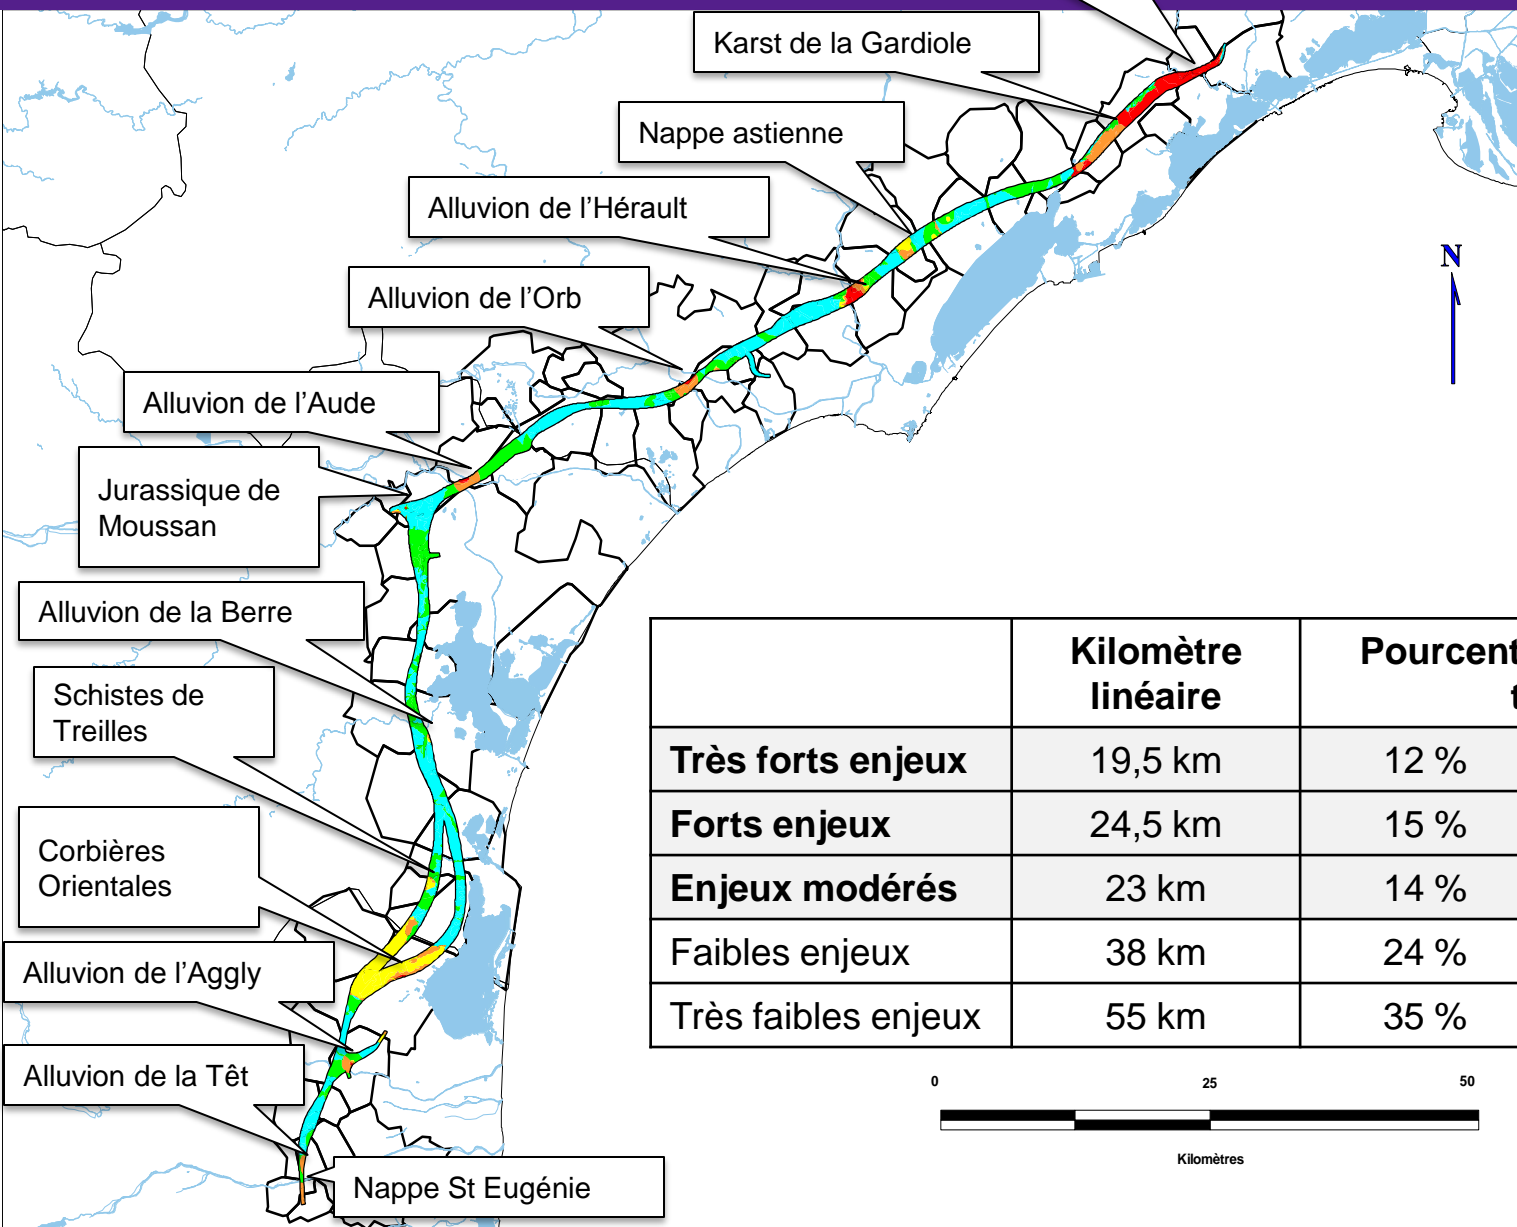 Karst de la Gardiole
Nappe astienne
Alluvion de l'Hérault
Alluvion de l'Orb
Alluvion de l'Aude
Jurassique de
Moussan
Alluvion de la Berre
Schistes de
Treilles
Corbières
Orientales
Alluvion de l'Aggly
Alluvion de la Têt
Nappe St Eugénie
N
Kilomètre
linéaire
Pourcent
t
Très forts enjeux 19,5 km 12 %
Forts enjeux 24,5 km 15 %
Enjeux modérés 23 km 14 %
Faibles enjeux 38 km 24 %
Très faibles enjeux 55 km 35 %
0 25 50
Kilomètres